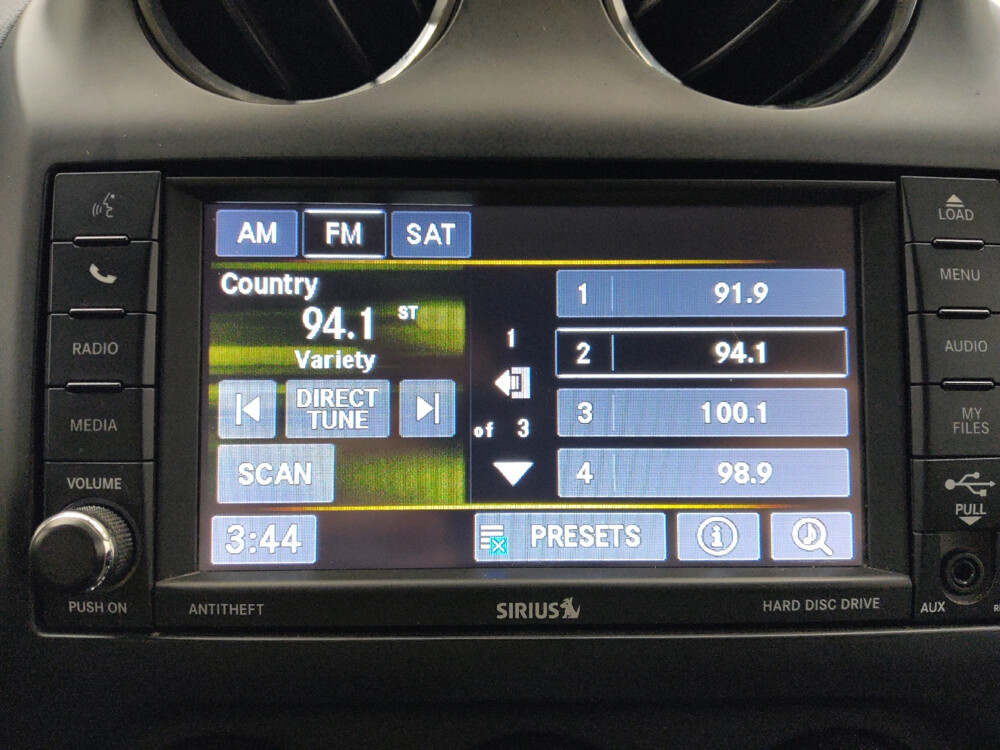 AM FM SAT
Country
94.1 ST
Variety
DIRECT
TUNE
SCAN
3:44
1
of 3
1 91.9
2 94.1
3 100.1
4 98.9
PRESETS
RADIO
MEDIA
VOLUME
PUSH ON
ANTITHEFT
SIRIUS
HARD DISC DRIVE
LOAD
MENU
AUDIO
MY
FILES
PULL
AUX